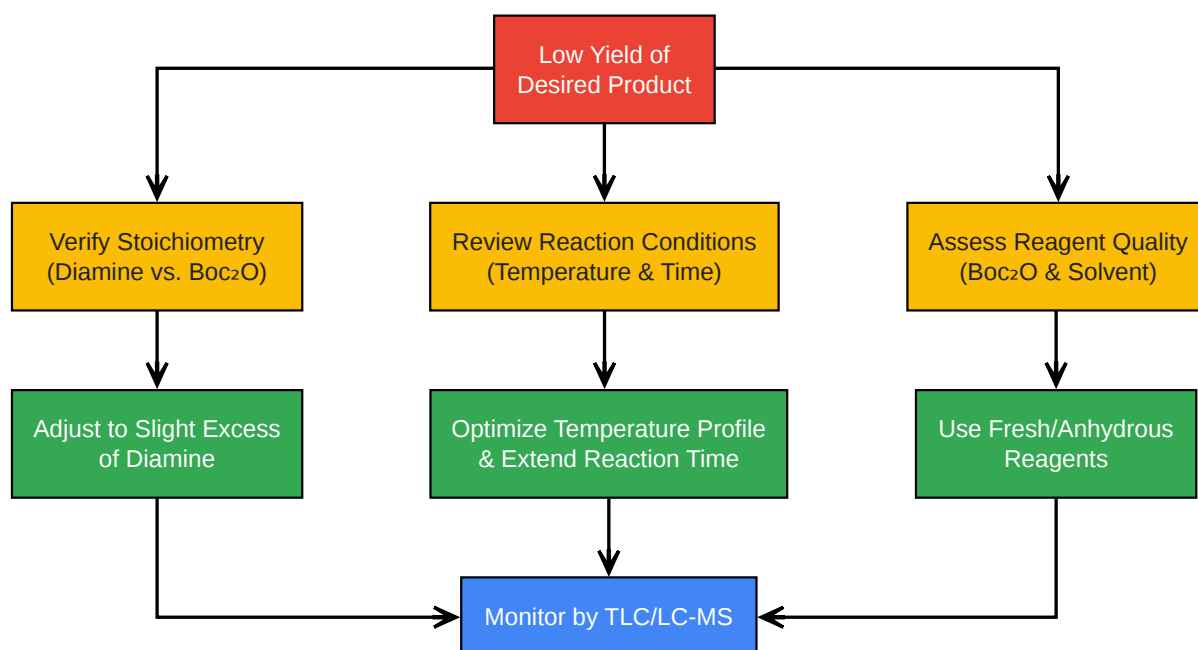 Low Yield of
Desired Product
Verify Stoichiometry
(Diamine vs. Boc₂O)
Review Reaction Conditions
(Temperature & Time)
Assess Reagent Quality
(Boc₂O & Solvent)
Adjust to Slight Excess
of Diamine
Optimize Temperature Profile
& Extend Reaction Time
Use Fresh/Anhydrous
Reagents
Monitor by TLC/LC-MS